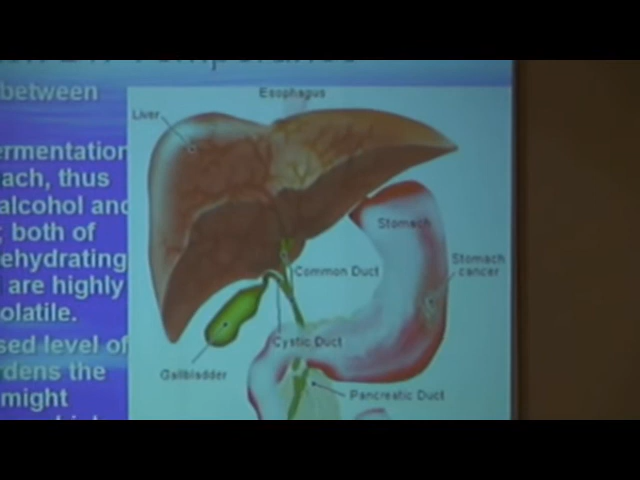 between
ermentation
ach, thus
alcohol and
; both of
ehydrating
are highly
olatile.
sed level of
dens the
might
Esophagus
Liver
Stomach
Stomach
cancer
Common Duct
Cystic Duct
Gallbladder
Pancreatic Duct